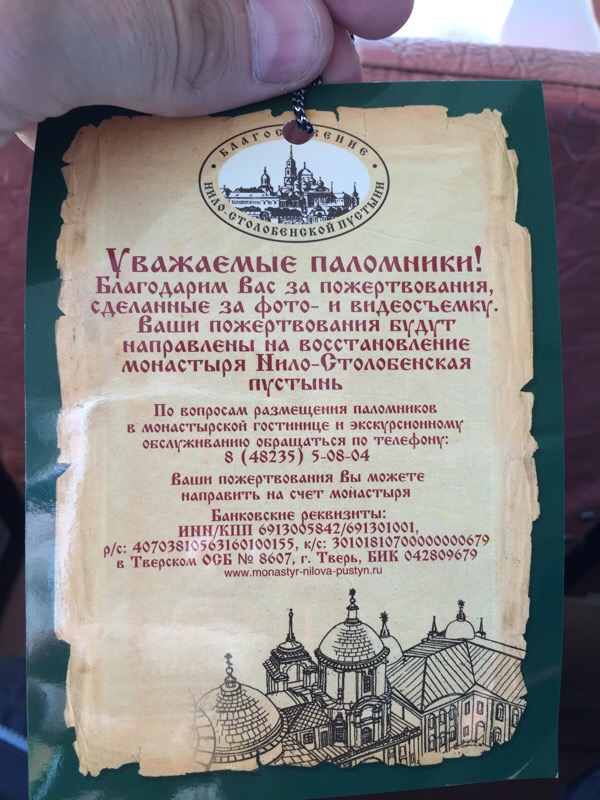 БЛАГОСЛОВЕНИЕ
НИЛО-СТОЛОБЕНСКОЙ ПУСТЫНИ
Уважаемые паломники!
Благодарим Вас за пожертвования,
сделанные за фото- и видеосъемку.
Ваши пожертвования будут
направлены на восстановление
монастыря Нило-Столобенская
пустынь
По вопросам размещения паломников
в монастырской гостинице и экскурсионному
обслуживанию обращаться по телефону:
8 (48235) 5-08-04
Ваши пожертвования Вы можете
направить на счет монастыря
Банковские реквизиты:
ИНН/КПП 6913005842/691301001,
р/с: 40703810563160100155, к/с: 30101810700000000679
в Тверском ОСБ № 8607, г. Тверь, БИК 042809679
www.monastyr-nilova-pustyn.ru